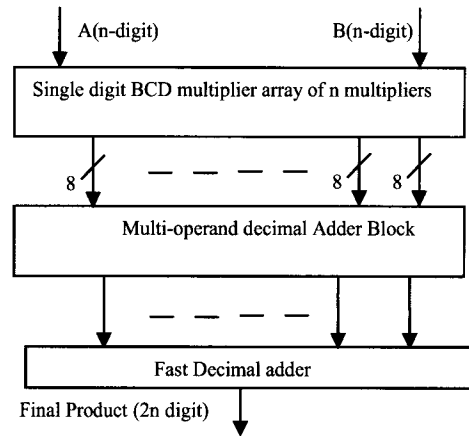 A(n-digit) B(n-digit)
Single digit BCD multiplier array of n multipliers
8 8 8
Multi-operand decimal Adder Block
Fast Decimal adder
Final Product (2n digit)